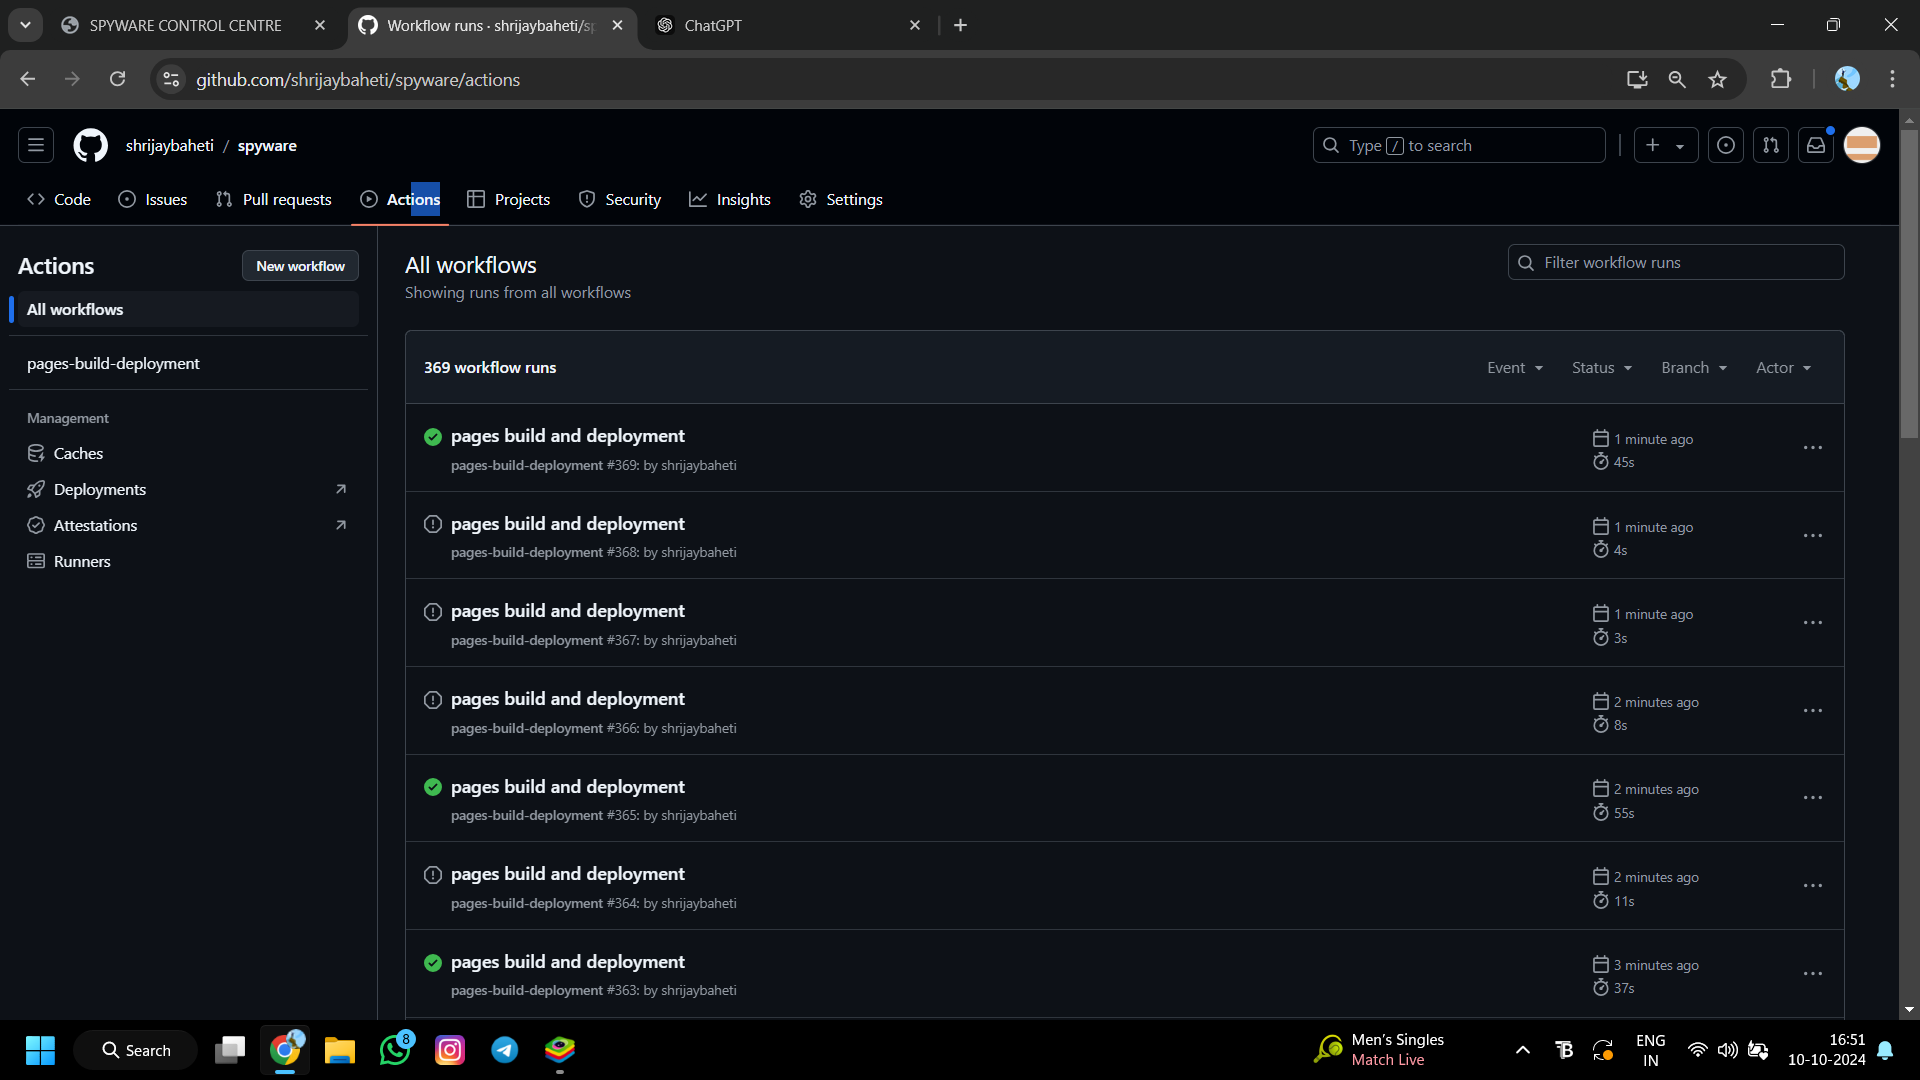 SPYWARE CONTROL CENTRE
Workflow runs · shrijaybaheti/sp
ChatGPT
github.com/shrijaybaheti/spyware/actions
shrijaybaheti / spyware
Type / to search
Code
Issues
Pull requests
Actions
Projects
Security
Insights
Settings
Actions
New workflow
All workflows
pages-build-deployment
Management
Caches
Deployments
Attestations
Runners
All workflows
Showing runs from all workflows
Filter workflow runs
369 workflow runs
Event
Status
Branch
Actor
pages build and deployment
pages-build-deployment #369: by shrijaybaheti
1 minute ago
45s
pages build and deployment
pages-build-deployment #368: by shrijaybaheti
1 minute ago
4s
pages build and deployment
pages-build-deployment #367: by shrijaybaheti
1 minute ago
3s
pages build and deployment
pages-build-deployment #366: by shrijaybaheti
2 minutes ago
8s
pages build and deployment
pages-build-deployment #365: by shrijaybaheti
2 minutes ago
55s
pages build and deployment
pages-build-deployment #364: by shrijaybaheti
2 minutes ago
11s
pages build and deployment
pages-build-deployment #363: by shrijaybaheti
3 minutes ago
37s
Search
8
Men's Singles
Match Live
ENG
IN
16:51
10-10-2024